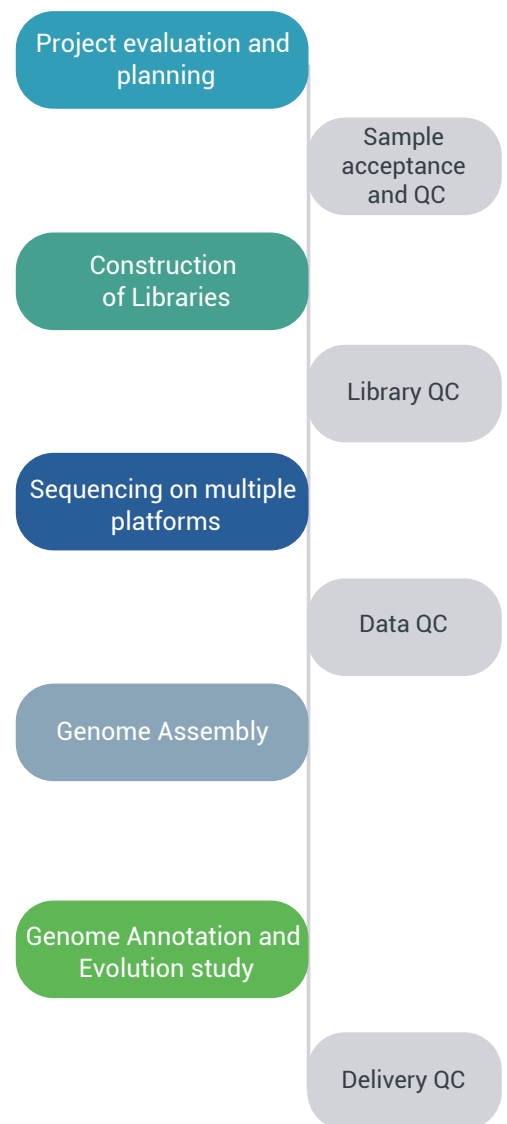 Project evaluation and
planning
Sample
acceptance
and QC
Construction
of Libraries
Library QC
Sequencing on multiple
platforms
Data QC
Genome Assembly
Genome Annotation and
Evolution study
Delivery QC